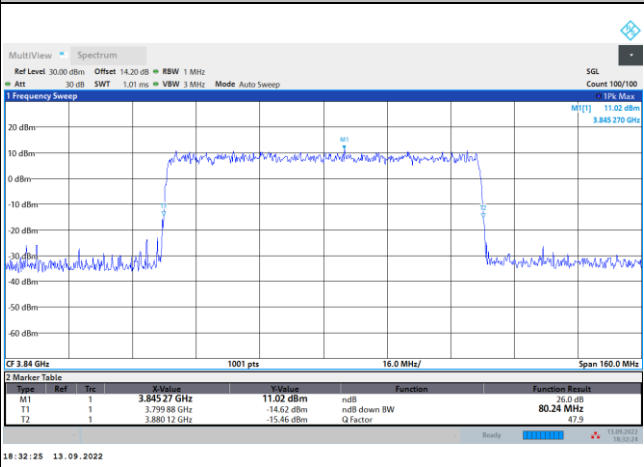 MultiView Spectrum
Ref Level 30.00 dBm Offset 14.20 dB RBW 1 MHz SGL
Att 30 dB SWT 1.01 ms VBW 3 MHz Mode Auto Sweep Count 100/100
1 Frequency Sweep 1Pk Max
M1[1] 11.02 dBm
3.845 270 GHz
20 dBm
M1
10 dBm
0 dBm
-10 dBm
T1
T2
-20 dBm
-30 dBm
-40 dBm
-50 dBm
-60 dBm
CF 3.84 GHz 1001 pts 16.0 MHz/ Span 160.0 MHz
2 Marker Table
Type Ref Trc X-Value Y-Value Function Function Result
M1 1 3.845 27 GHz 11.02 dBm ndB 26.0 dB
T1 1 3.799 88 GHz -14.62 dBm ndB down BW 80.24 MHz
T2 1 3.880 12 GHz -15.46 dBm Q Factor 47.9
Ready 13.09.2022
18:32:24
18:32:25 13.09.2022